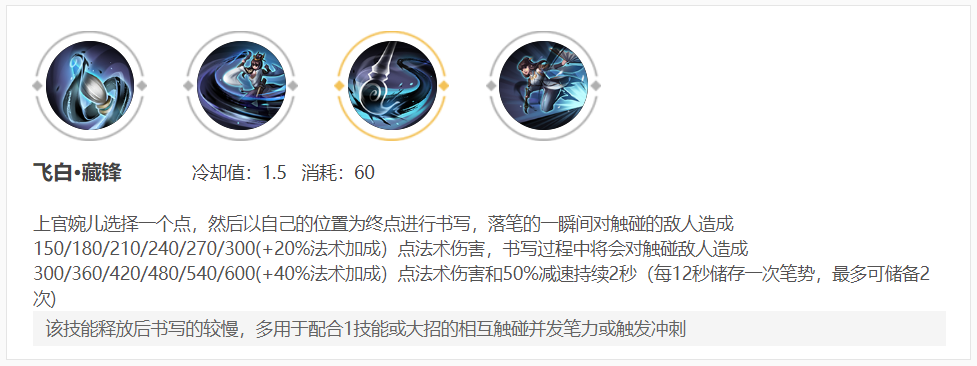 飞白•藏锋 冷却值：1.5 消耗：60
上官婉儿选择一个点，然后以自己的位置为终点进行书写，落笔的一瞬间对触碰的敌人造成
150/180/210/240/270/300(+20%法术加成）点法术伤害，书写过程中将会对触碰敌人造成
300/360/420/480/540/600(+40%法术加成）点法术伤害和50%减速持续2秒（每12秒储存一次笔势，最多可储备2
次)
该技能释放后书写的较慢，多用于配合1技能或大招的相互触碰并发笔力或触发冲刺